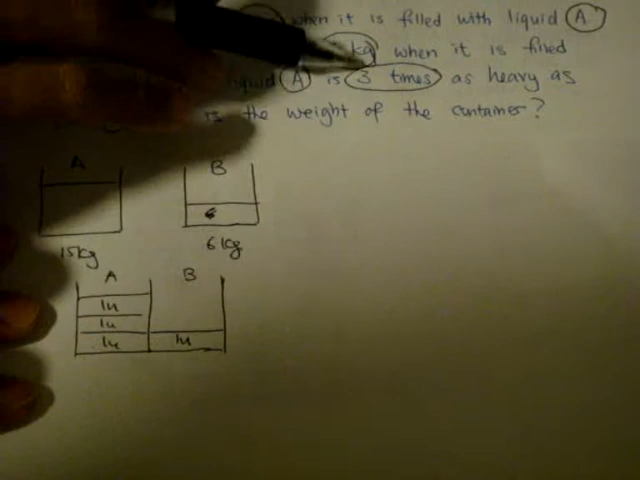 when it is filled with liquid A.
kg when it is filled
liquid A is 3 times as heavy as
is the weight of the container?
A B
6
15kg 6kg
A B
1u
1u
1u 1u